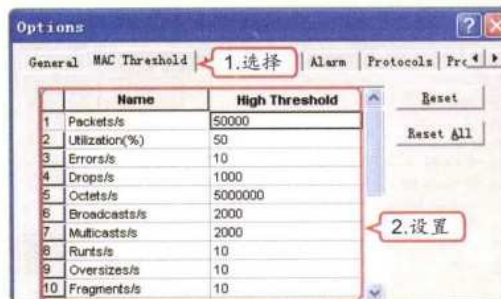 Options
General MAC Threshold 1.选择 Alarm Protocols Pr
Name High Threshold
Reset
1 Packets/s 50000
2 Utilization(%) 50
Reset All
3 Errors/s 10
4 Drops/s 1000
5 Octets/s 5000000
6 Broadcasts/s 2000
7 Multicasts/s 2000
2.设置
8 Runts/s 10
9 Oversizes/s 10
10 Fragments/s 10